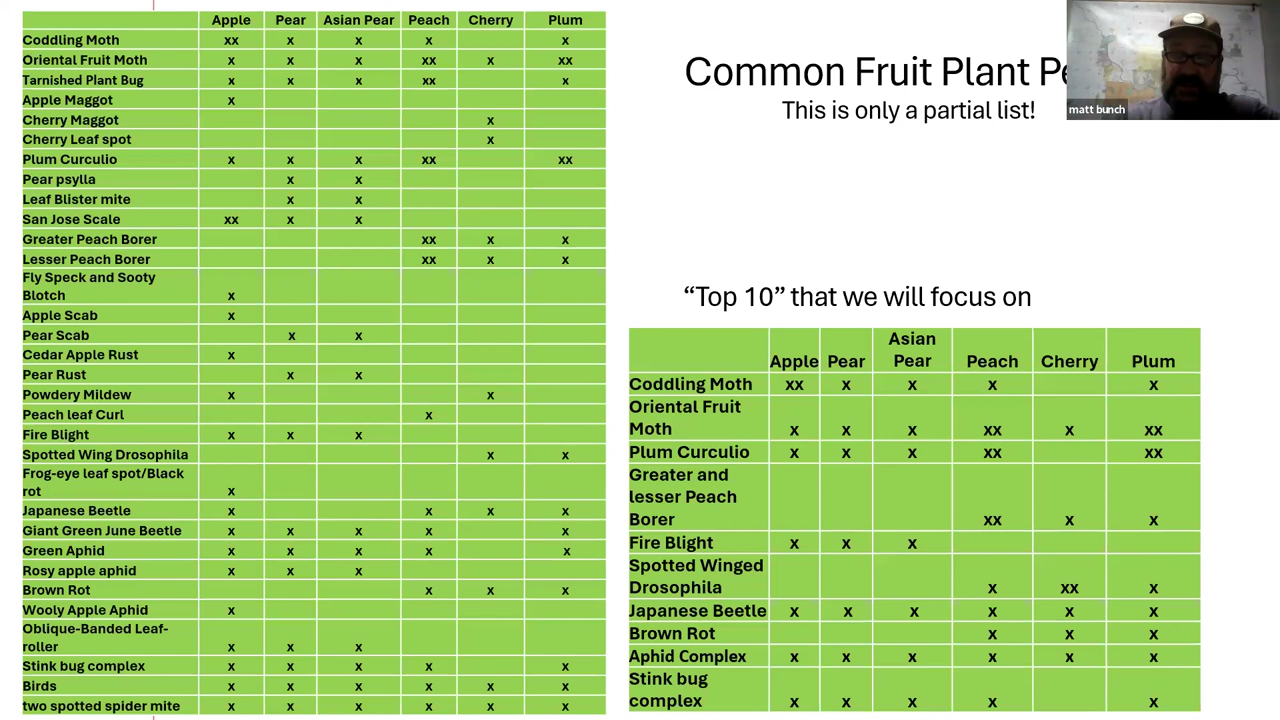 Apple Pear Asian Pear Peach Cherry Plum
Coddling Moth xx x x x x
Oriental Fruit Moth x x x xx x xx
Tarnished Plant Bug x x x xx x
Apple Maggot x
Cherry Maggot x
Cherry Leaf spot x
Plum Curculio x x x xx xx
Pear psylla x x
Leaf Blister mite x x
San Jose Scale xx x x
Greater Peach Borer xx x x
Lesser Peach Borer xx x x
Fly Speck and Sooty
Blotch x
Apple Scab x
Pear Scab x x
Cedar Apple Rust x
Pear Rust x x
Powdery Mildew x x
Peach leaf Curl x
Fire Blight x x x
Spotted Wing Drosophila x x
Frog-eye leaf spot/Black
rot x
Japanese Beetle x x x x
Giant Green June Beetle x x x x x
Green Aphid x x x x x
Rosy apple aphid x x x
Brown Rot x x x
Wooly Apple Aphid x
Oblique-Banded Leaf-
roller x x x
Stink bug complex x x x x x
Birds x x x x x x
two spotted spider mite x x x x x x
Common Fruit Plant Pe
This is only a partial list!
matt bunch
“Top 10” that we will focus on
Asian
Apple Pear Pear Peach Cherry Plum
Coddling Moth xx x x x x
Oriental Fruit
Moth x x x xx x xx
Plum Curculio x x x xx xx
Greater and
lesser Peach
Borer xx x x
Fire Blight x x x
Spotted Winged
Drosophila x xx x
Japanese Beetle x x x x x x
Brown Rot x x x
Aphid Complex x x x x x x
Stink bug
complex x x x x x